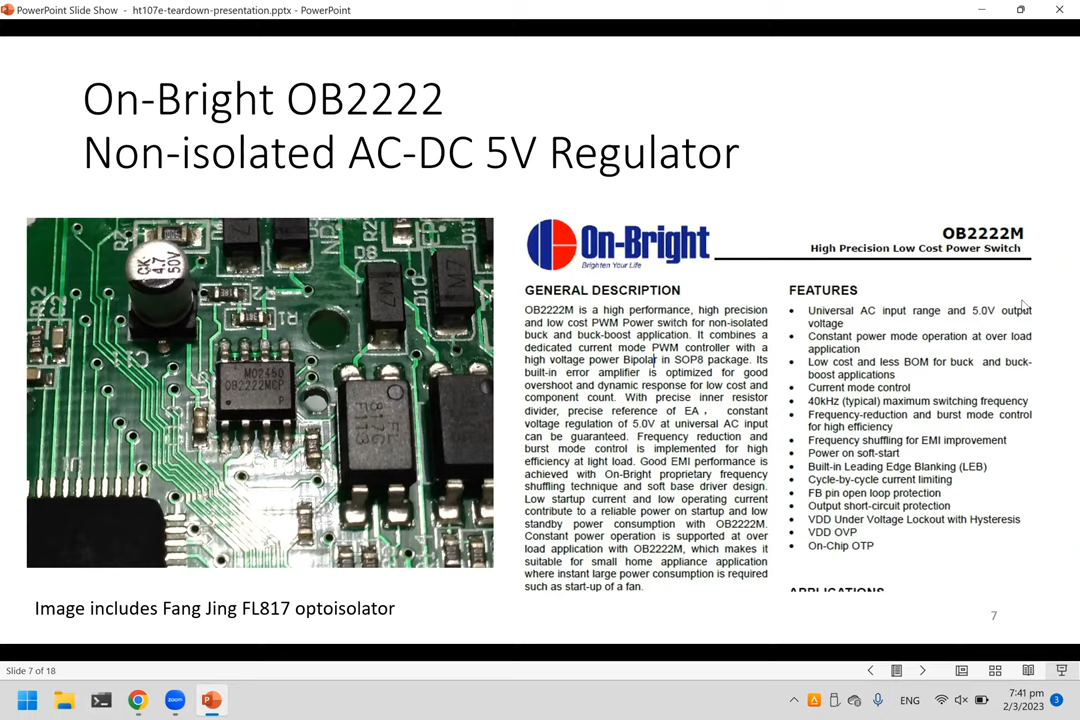 PowerPoint Slide Show - ht107e-teardown-presentation.pptx - PowerPoint
On-Bright OB2222
Non-isolated AC-DC 5V Regulator
CK
47
50V
R12
C2
D8
R1
M7
M7
OB2222MCP
P
817C
F113
FL
On-Bright
Brighten Your Life
OB2222M
High Precision Low Cost Power Switch
GENERAL DESCRIPTION
OB2222M is a high performance, high precision
and low cost PWM Power switch for non-isolated
buck and buck-boost application. It combines a
dedicated current mode PWM controller with a
high voltage power Bipolar in SOP8 package. Its
built-in error amplifier is optimized for good
overshoot and dynamic response for low cost and
component count. With precise inner resistor
divider, precise reference of EA , constant
voltage regulation of 5.0V at universal AC input
can be guaranteed. Frequency reduction and
burst mode control is implemented for high
efficiency at light load. Good EMI performance is
achieved with On-Bright proprietary frequency
shuffling technique and soft base driver design.
Low startup current and low operating current
contribute to a reliable power on startup and low
standby power consumption with OB2222M.
Constant power operation is supported at over
load application with OB2222M, which makes it
suitable for small home appliance application
where instant large power consumption is required
such as start-up of a fan.
FEATURES
• Universal AC input range and 5.0V output
voltage
• Constant power mode operation at over load
application
• Low cost and less BOM for buck and buck-
boost applications
• Current mode control
• 40kHz (typical) maximum switching frequency
• Frequency-reduction and burst mode control
for high efficiency
• Frequency shuffling for EMI improvement
• Power on soft-start
• Built-in Leading Edge Blanking (LEB)
• Cycle-by-cycle current limiting
• FB pin open loop protection
• Output short-circuit protection
• VDD Under Voltage Lockout with Hysteresis
• VDD OVP
• On-Chip OTP
APPLICATIONS
Image includes Fang Jing FL817 optoisolator
7
Slide 7 of 18
zoom
ENG
7:41 pm
2/3/2023
3